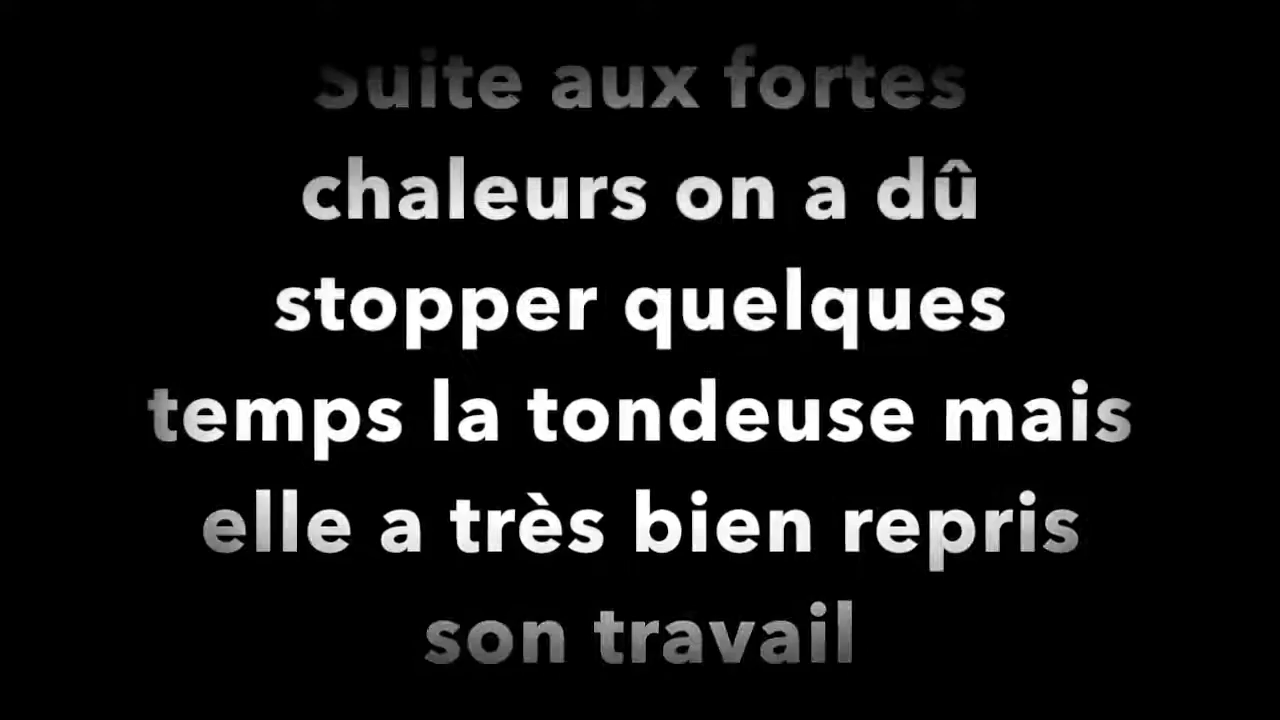 Suite aux fortes
chaleurs on a dû
stopper quelques
temps la tondeuse mais
elle a très bien repris
son travail